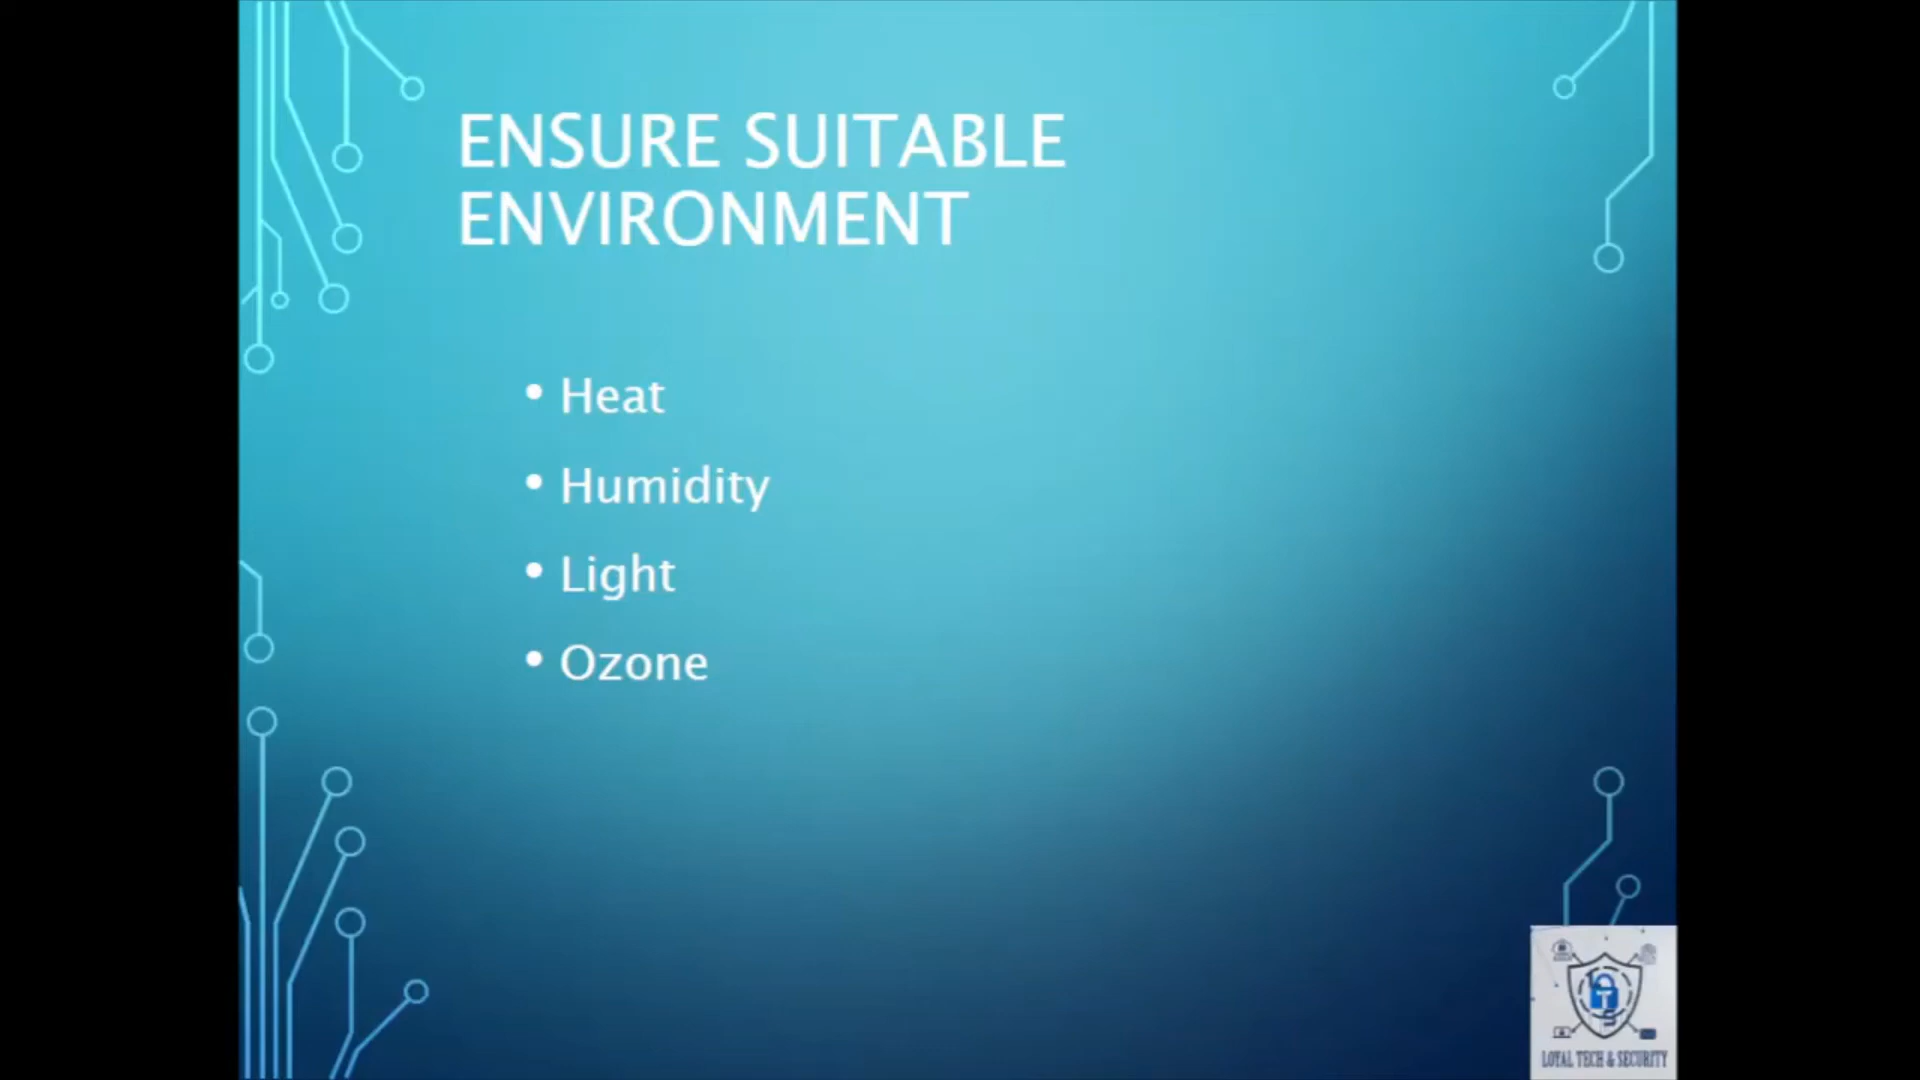 ENSURE SUITABLE
ENVIRONMENT
• Heat
• Humidity
• Light
• Ozone
LOYAL TECH & SECURITY